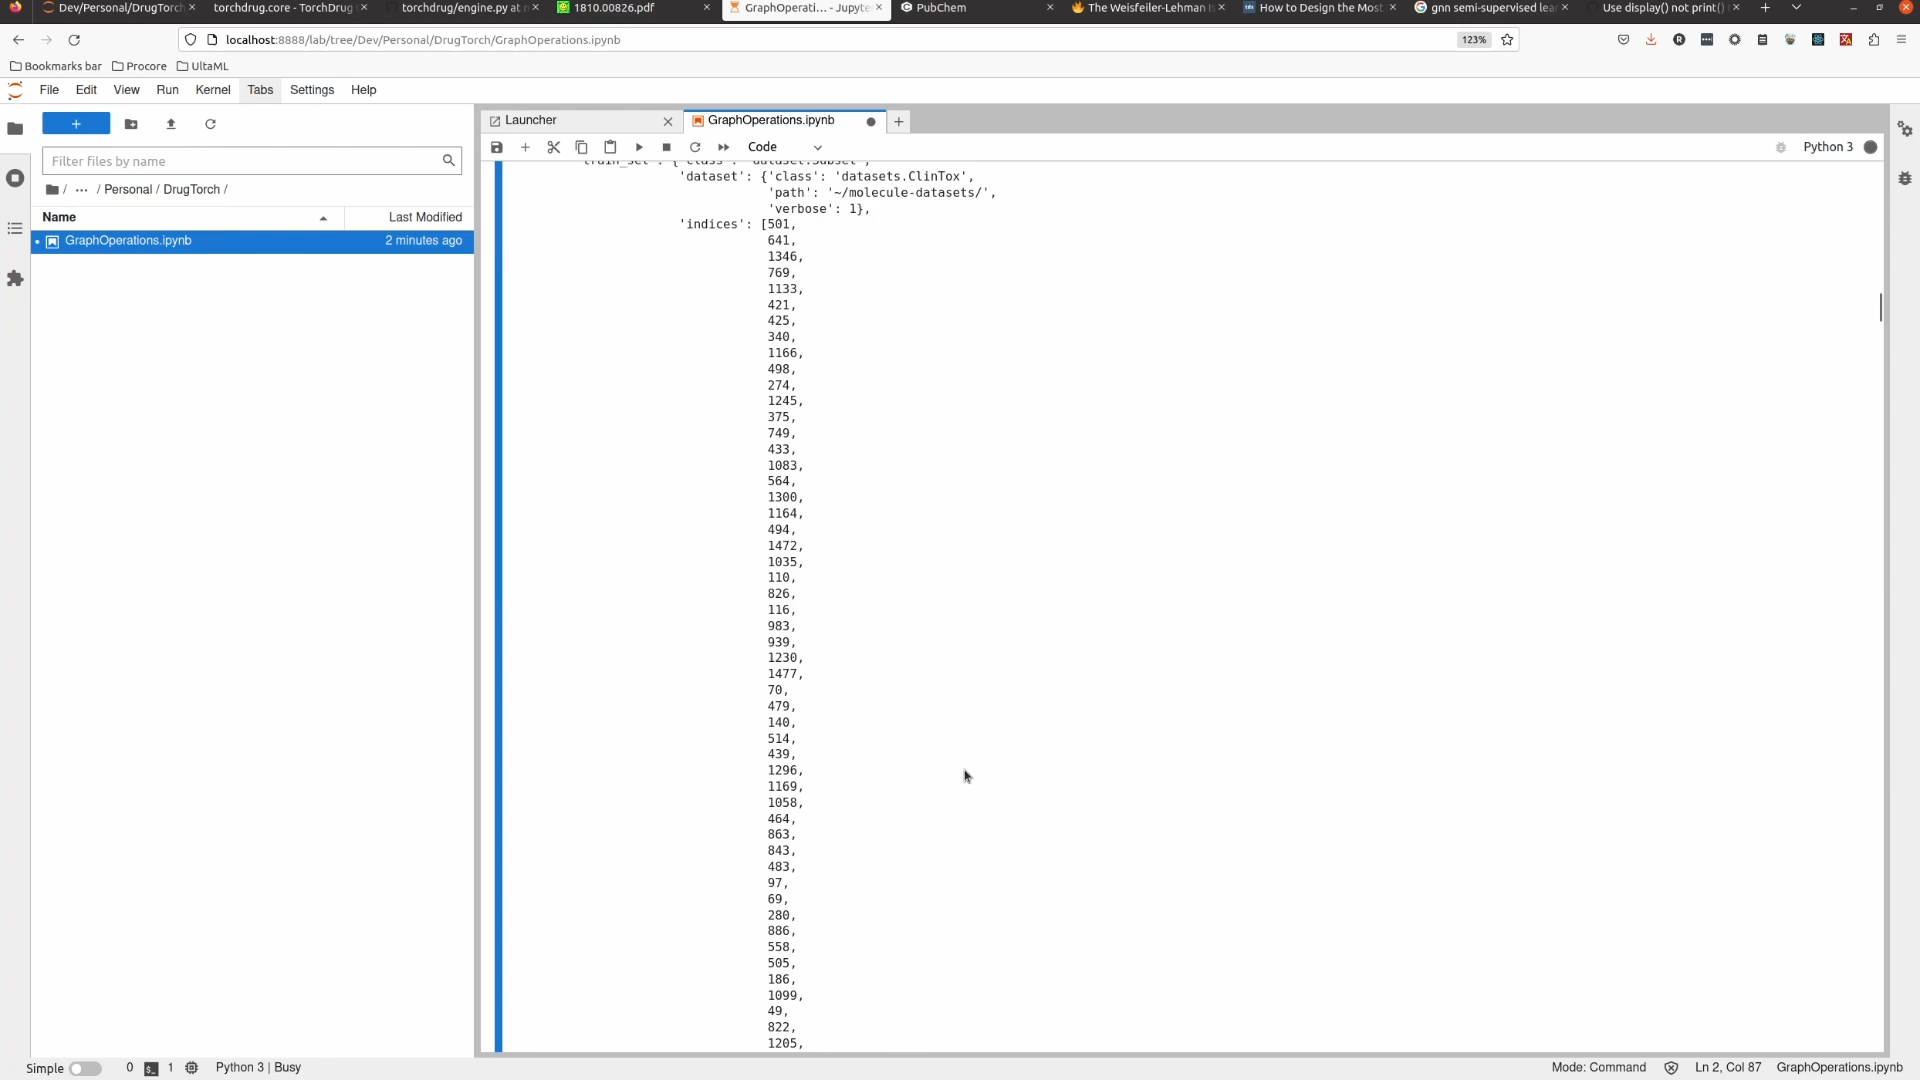 Dev/Personal/DrugTorch
torchdrug.core - TorchDrug
torchdrug/engine.py at m
1810.00826.pdf
GraphOperati... - Jupyte
PubChem
The Weisfeiler-Lehman Is
How to Design the Most
gnn semi-supervised lea
Use display() not print()
localhost:8888/lab/tree/Dev/Personal/DrugTorch/GraphOperations.ipynb
123%
Bookmarks bar
Procore
UltaML
File Edit View Run Kernel Tabs Settings Help
Filter files by name
/ ... / Personal / DrugTorch /
Name
Last Modified
GraphOperations.ipynb
2 minutes ago
Launcher
GraphOperations.ipynb
Code
Python 3
'train_set': {'class': 'dataset.Subset',
'dataset': {'class': 'datasets.ClinTox',
'path': '~/molecule-datasets/',
'verbose': 1},
'indices': [501,
641,
1346,
769,
1133,
421,
425,
340,
1166,
498,
274,
1245,
375,
749,
433,
1083,
564,
1300,
1164,
494,
1472,
1035,
110,
826,
116,
983,
939,
1230,
1477,
70,
479,
140,
514,
439,
1296,
1169,
1058,
464,
863,
843,
483,
97,
69,
280,
886,
558,
505,
186,
1099,
49,
822,
1205,
Simple
0
1
Python 3 | Busy
Mode: Command
Ln 2, Col 87
GraphOperations.ipynb